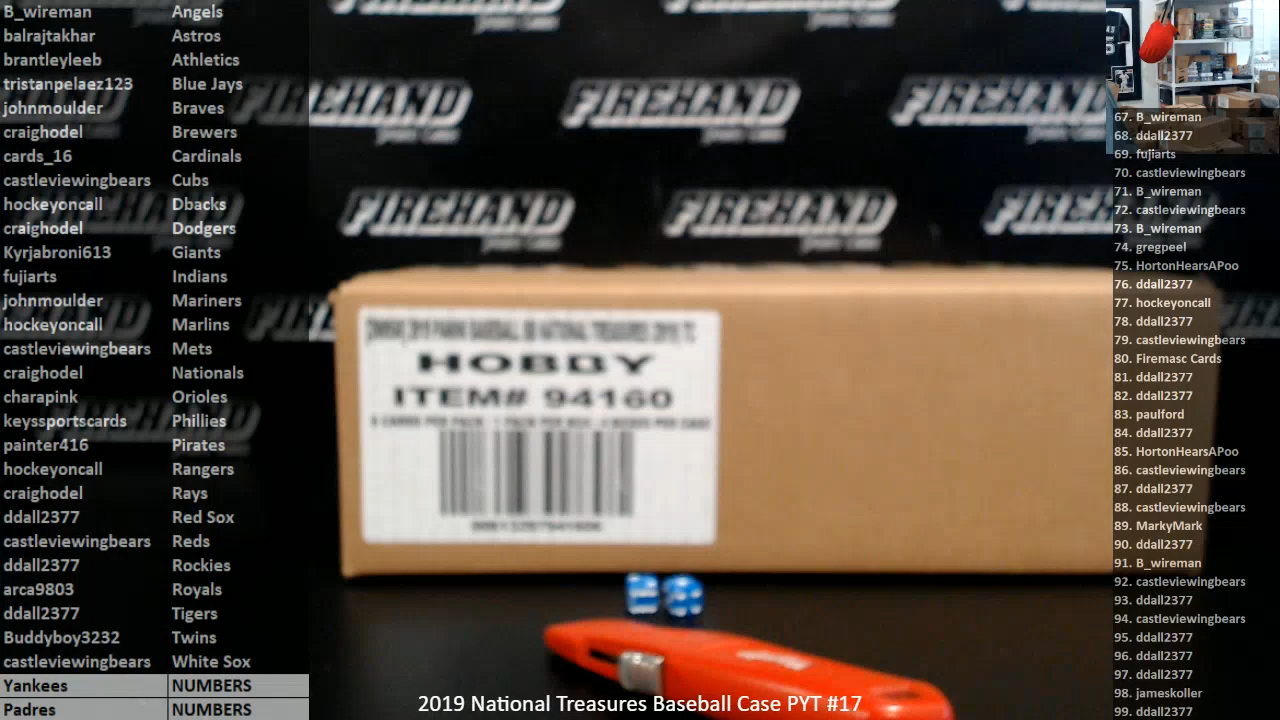 B_wireman Angels
balrajtakhar Astros
brantleyleeb Athletics
tristanpelaez123 Blue Jays
johnmoulder Braves
craighodel Brewers
cards_16 Cardinals
castleviewingbears Cubs
hockeyoncall Dbacks
craighodel Dodgers
Kyrjabroni613 Giants
fujiarts Indians
johnmoulder Mariners
hockeyoncall Marlins
castleviewingbears Mets
craighodel Nationals
charapink Orioles
keyssportscards Phillies
painter416 Pirates
hockeyoncall Rangers
craighodel Rays
ddall2377 Red Sox
castleviewingbears Reds
ddall2377 Rockies
arca9803 Royals
ddall2377 Tigers
Buddyboy3232 Twins
castleviewingbears White Sox
Yankees NUMBERS
Padres NUMBERS
FIREHAND FIREHAND FIREHAND
FIREHAND FIREHAND FIREHAND
HOBBY
ITEM# 94160
2019 National Treasures Baseball Case PYT #17
67. B_wireman
68. ddall2377
69. fujiarts
70. castleviewingbears
71. B_wireman
72. castleviewingbears
73. B_wireman
74. gregpeel
75. HortonHearsAPoo
76. ddall2377
77. hockeyoncall
78. ddall2377
79. castleviewingbears
80. Firemasc Cards
81. ddall2377
82. ddall2377
83. paulford
84. ddall2377
85. HortonHearsAPoo
86. castleviewingbears
87. ddall2377
88. castleviewingbears
89. MarkyMark
90. ddall2377
91. B_wireman
92. castleviewingbears
93. ddall2377
94. castleviewingbears
95. ddall2377
96. ddall2377
97. ddall2377
98. jameskoller
99. ddall2377